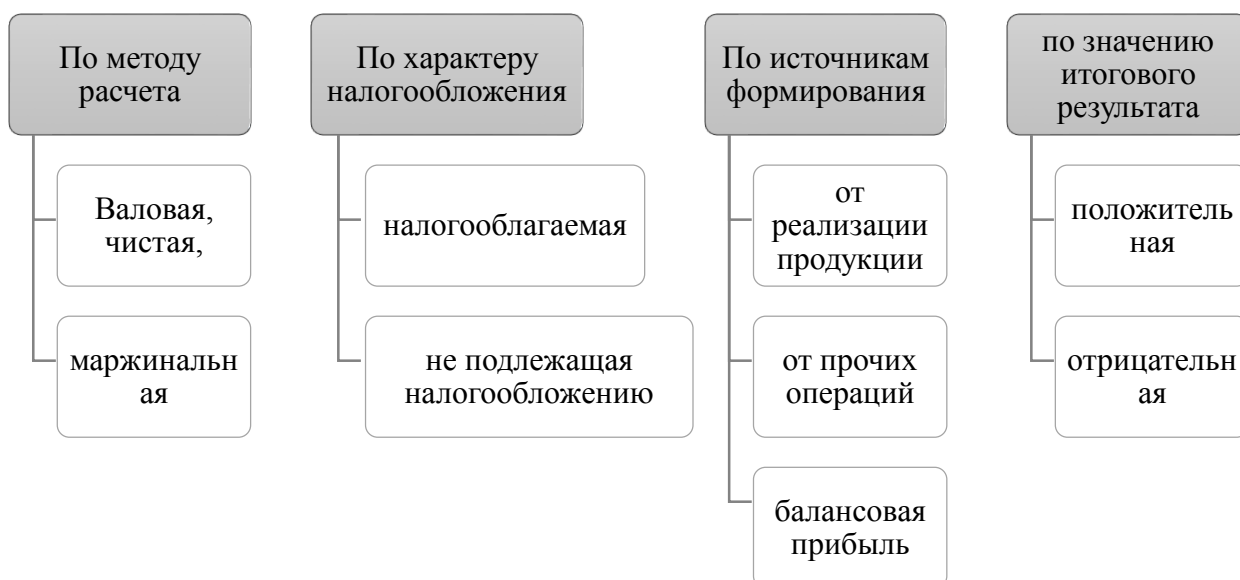 По методу
расчета
Валовая,
чистая,
маржинальн
ая
По характеру
налогообложения
налогооблагаемая
не подлежащая
налогообложению
По источникам
формирования
от
реализации
продукции
от прочих
операций
балансовая
прибыль
по значению
итогового
результата
положитель
ная
отрицательн
ая